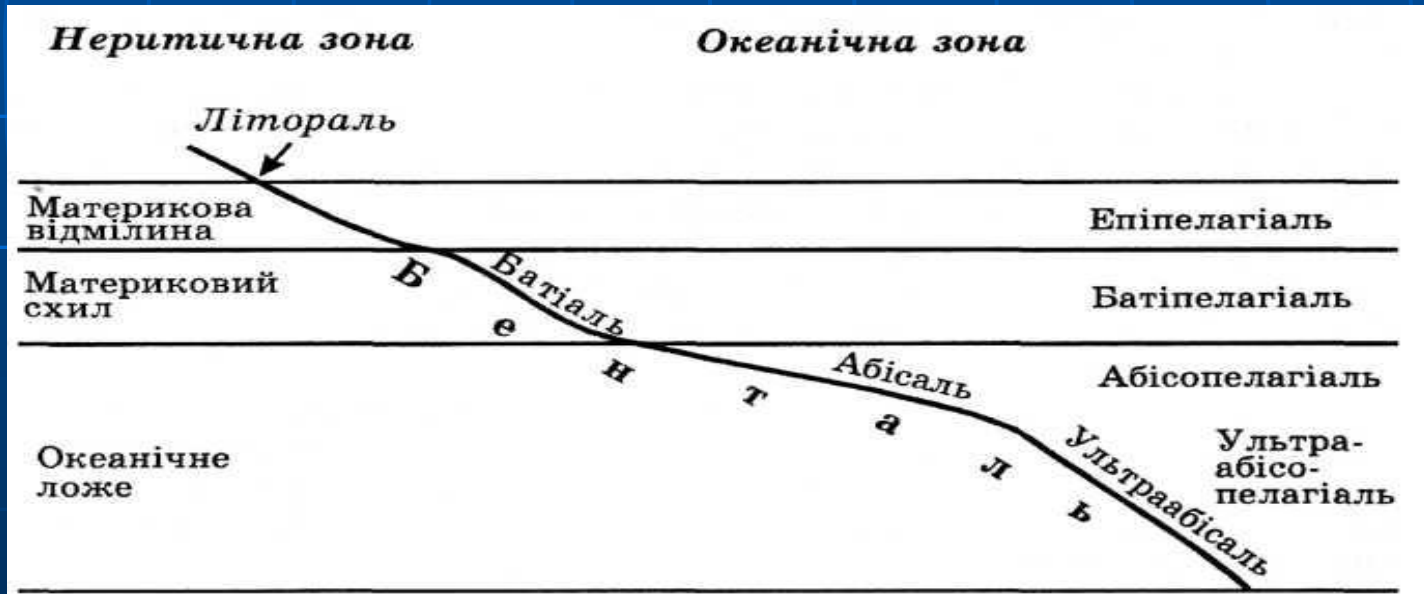 Неритична зона
Океанічна зона
Літораль
Материкова
відмілина
Епіпелагіаль
Материковий
схил
Батіаль
Батіпелагіаль
Бенталь
Абісаль
Абісопелагіаль
Океанічне
ложе
Ультраабісаль
Ультра-
абісо-
пелагіаль